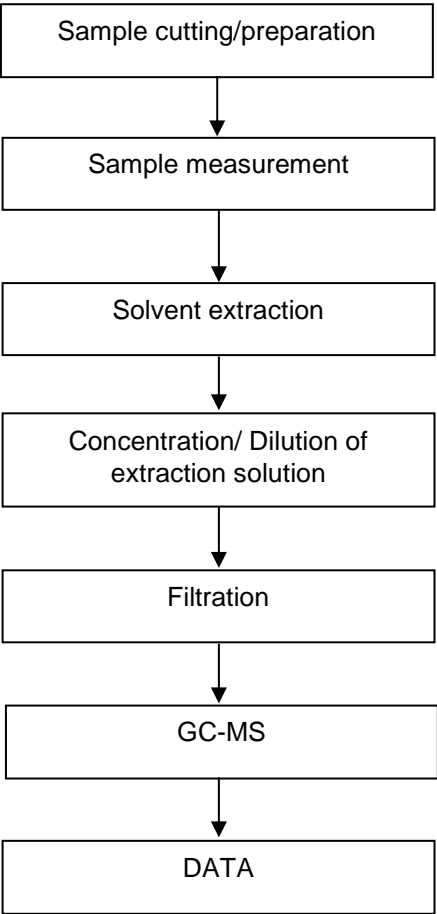 Sample cutting/preparation
Sample measurement
Solvent extraction
Concentration/ Dilution of
extraction solution
Filtration
GC-MS
DATA